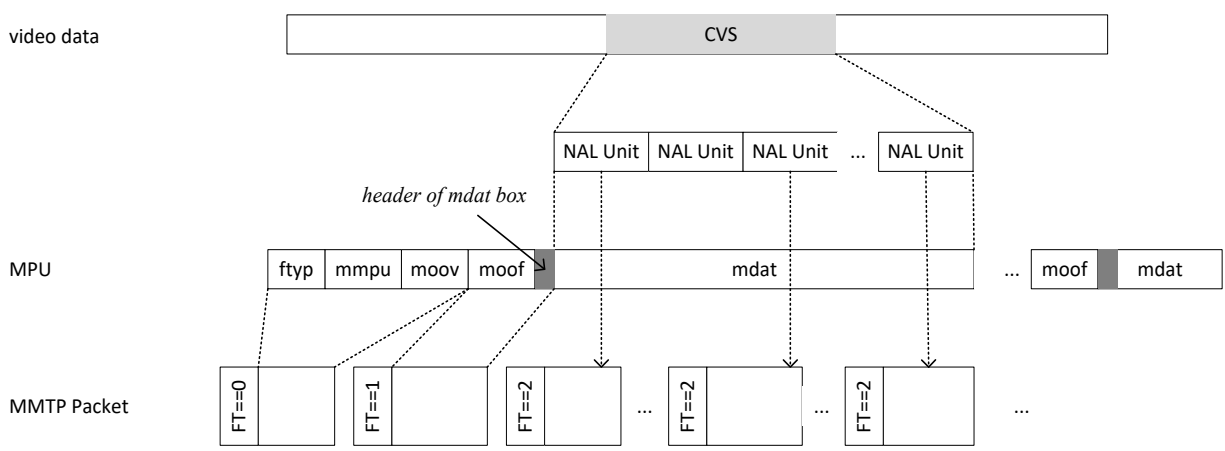 video data
CVS
NAL Unit NAL Unit NAL Unit ... NAL Unit
header of mdat box
MPU
ftyp mmpu moov moof mdat ... moof mdat
MMTP Packet
FT==0 FT==1 FT==2 ... FT==2 ... FT==2 ...